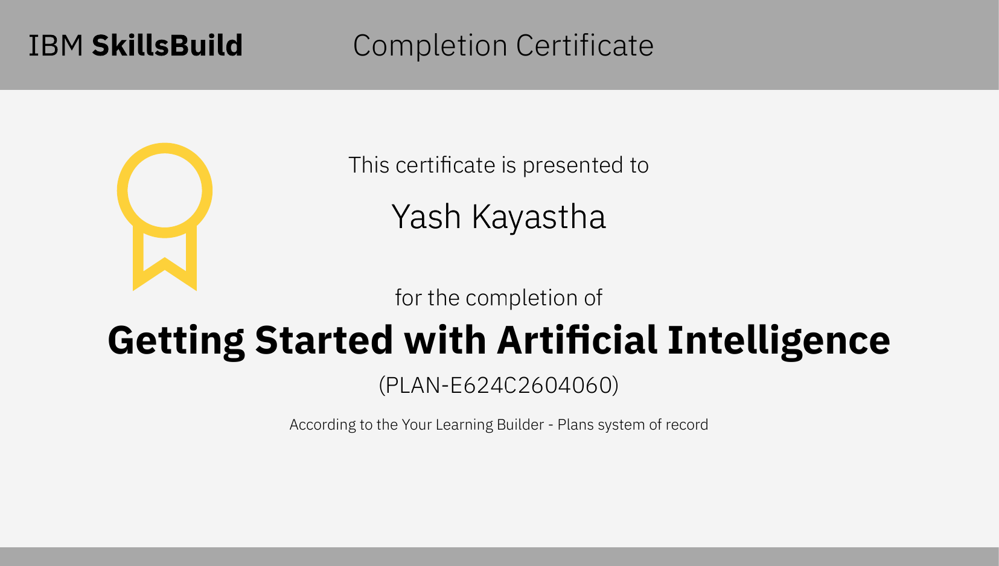 IBM SkillsBuild
Completion Certificate
This certificate is presented to
Yash Kayastha
for the completion of
Getting Started with Artificial Intelligence
(PLAN-E624C2604060)
According to the Your Learning Builder - Plans system of record